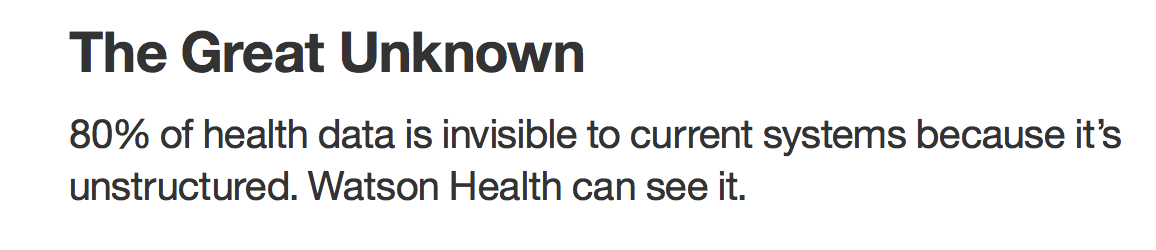 The Great Unknown
80% of health data is invisible to current systems because it’s
unstructured. Watson Health can see it.